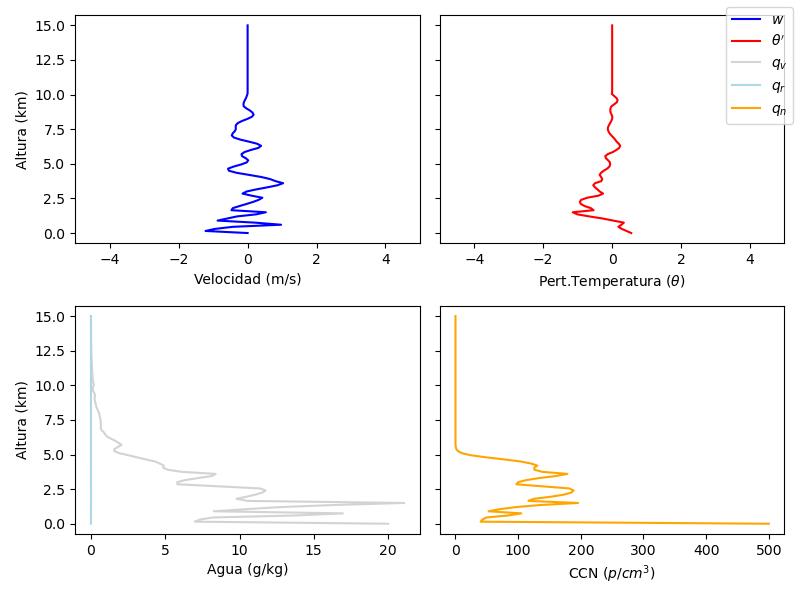 15.0
12.5
10.0
7.5
5.0
2.5
0.0
Altura (km)
−4 −2 0 2 4
Velocidad (m/s)
−4 −2 0 2 4
Pert.Temperatura (θ)
w
θ′
q_v
q_r
q_n
15.0
12.5
10.0
7.5
5.0
2.5
0.0
Altura (km)
0 5 10 15 20
Agua (g/kg)
0 100 200 300 400 500
CCN (p/cm³)